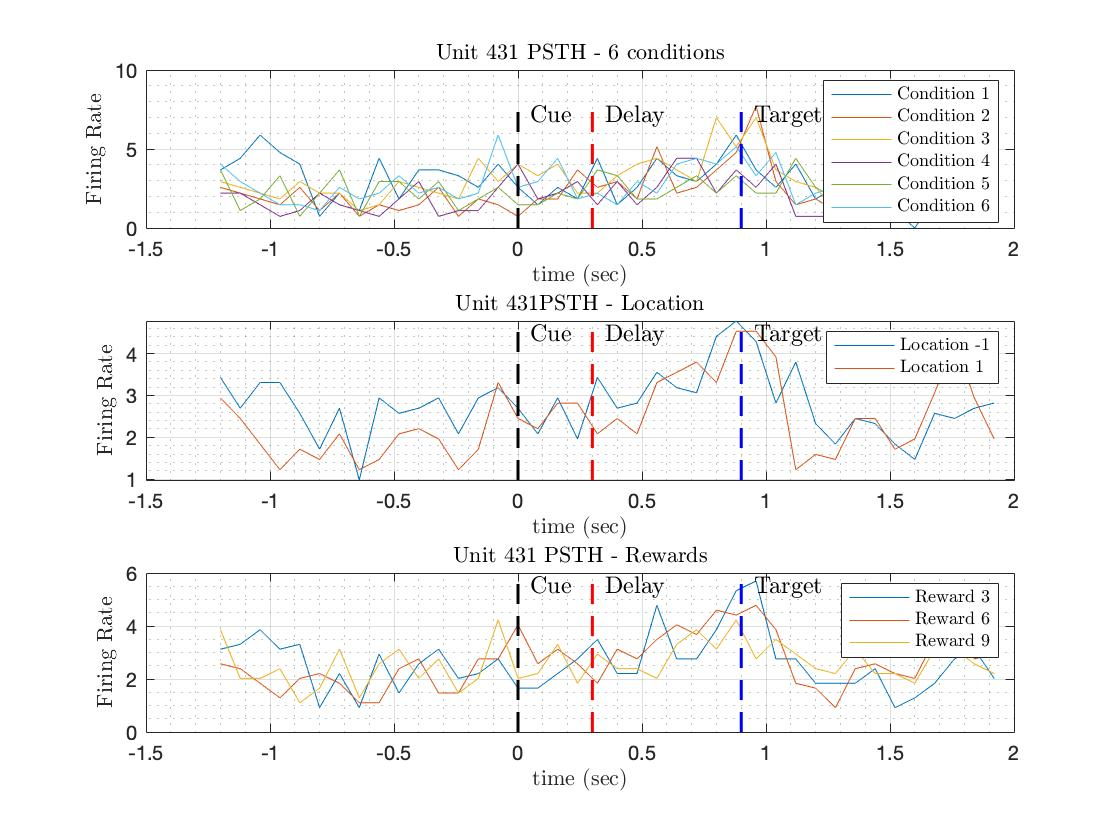 Unit 431 PSTH - 6 conditions
10
5
0
Firing Rate
Cue
Delay
Target
Condition 1
Condition 2
Condition 3
Condition 4
Condition 5
Condition 6
-1.5 -1 -0.5 0 0.5 1 1.5 2
time (sec)
Unit 431PSTH - Location
4
3
2
1
Firing Rate
Cue
Delay
Target
Location -1
Location 1
-1.5 -1 -0.5 0 0.5 1 1.5 2
time (sec)
Unit 431 PSTH - Rewards
6
4
2
0
Firing Rate
Cue
Delay
Target
Reward 3
Reward 6
Reward 9
-1.5 -1 -0.5 0 0.5 1 1.5 2
time (sec)